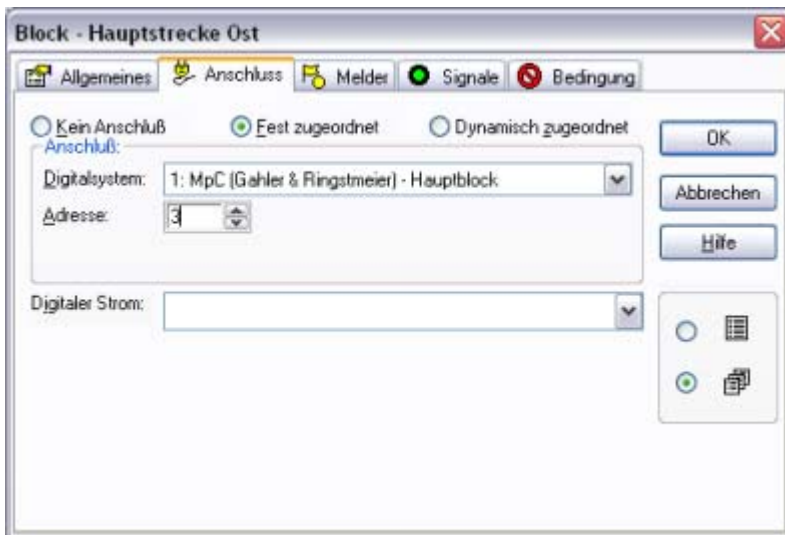 Block - Hauptstrecke Ost
Allgemeines Anschluss Melder Signale Bedingung
Kein Anschluß Fest zugeordnet Dynamisch zugeordnet
Anschluß:
Digitalsystem: 1: MpC (Gahler & Ringstmeier) - Hauptblock
Adresse: 3
Digitaler Strom:
OK
Abbrechen
Hilfe